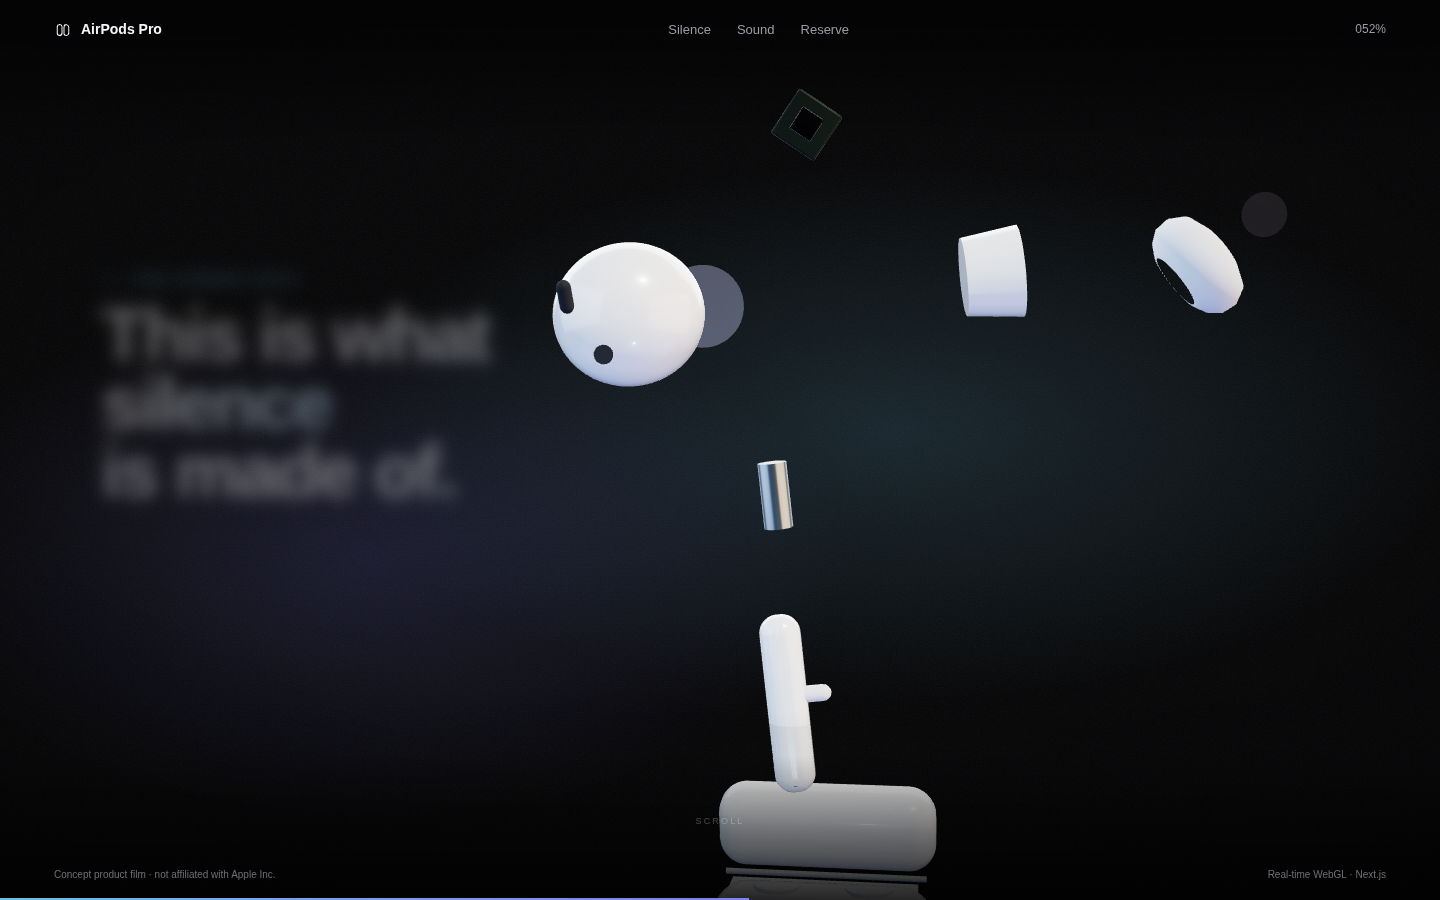 AirPods Pro
Silence
Sound
Reserve
052%
This is what
silence
is made of.
SCROLL
Concept product film · not affiliated with Apple Inc.
Real-time WebGL · Next.js